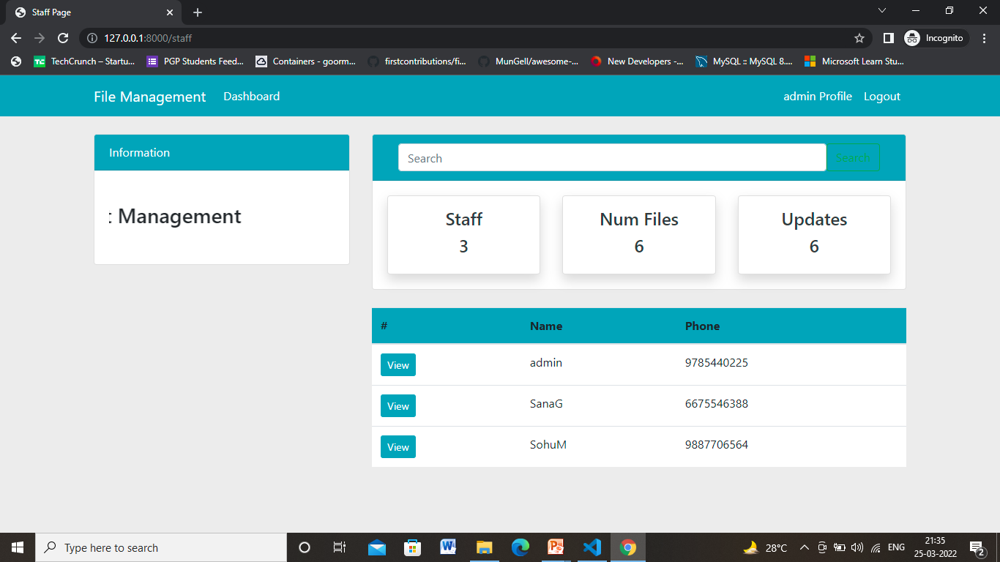 Staff Page
127.0.0.1:8000/staff
Incognito
TechCrunch – Startu...
PGP Students Feed...
Containers - goorm...
firstcontributions/fi...
MunGell/awesome-...
New Developers -...
MySQL :: MySQL 8....
Microsoft Learn Stu...
File Management Dashboard admin Profile Logout
Information
Search Search
: Management
Staff Num Files Updates
3 6 6
# Name Phone
View admin 9785440225
View SanaG 6675546388
View SohuM 9887706564
Type here to search
28°C ENG
21:35
25-03-2022
2